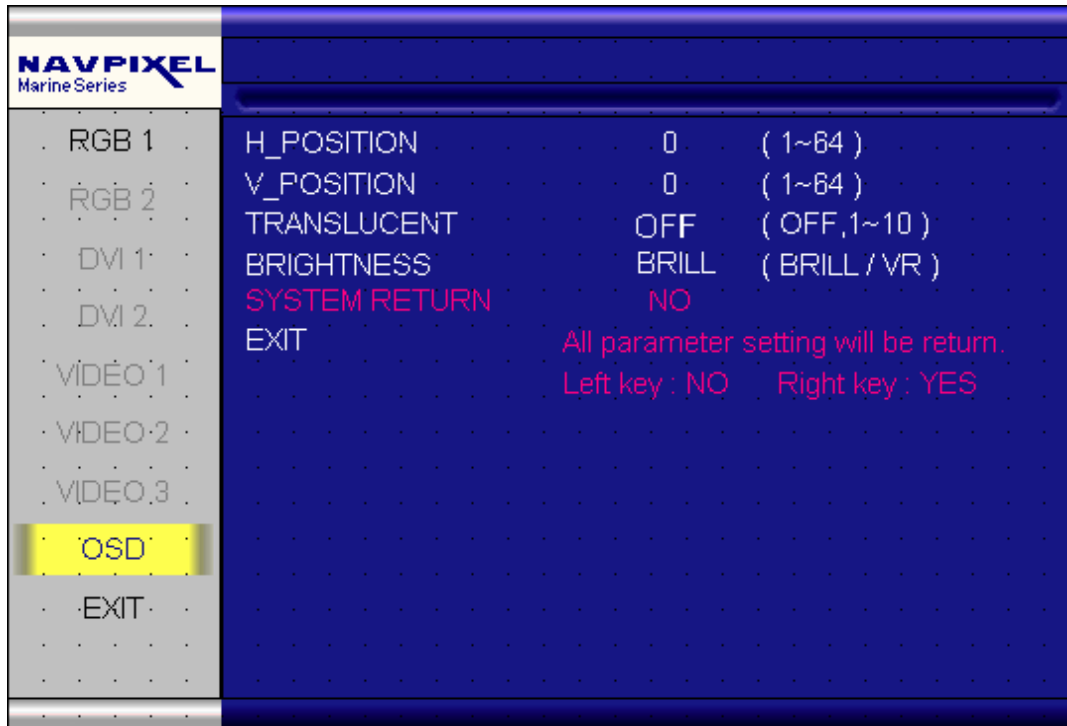 NAVPIXEL
Marine Series
RGB 1
RGB 2
DVI 1
DVI 2
VIDEO 1
VIDEO 2
VIDEO 3
OSD
EXIT
H_POSITION 0 ( 1~64 )
V_POSITION 0 ( 1~64 )
TRANSLUCENT OFF ( OFF,1~10 )
BRIGHTNESS BRILL ( BRILL / VR )
SYSTEM RETURN NO
EXIT
All parameter setting will be return.
Left key : NO Right key : YES